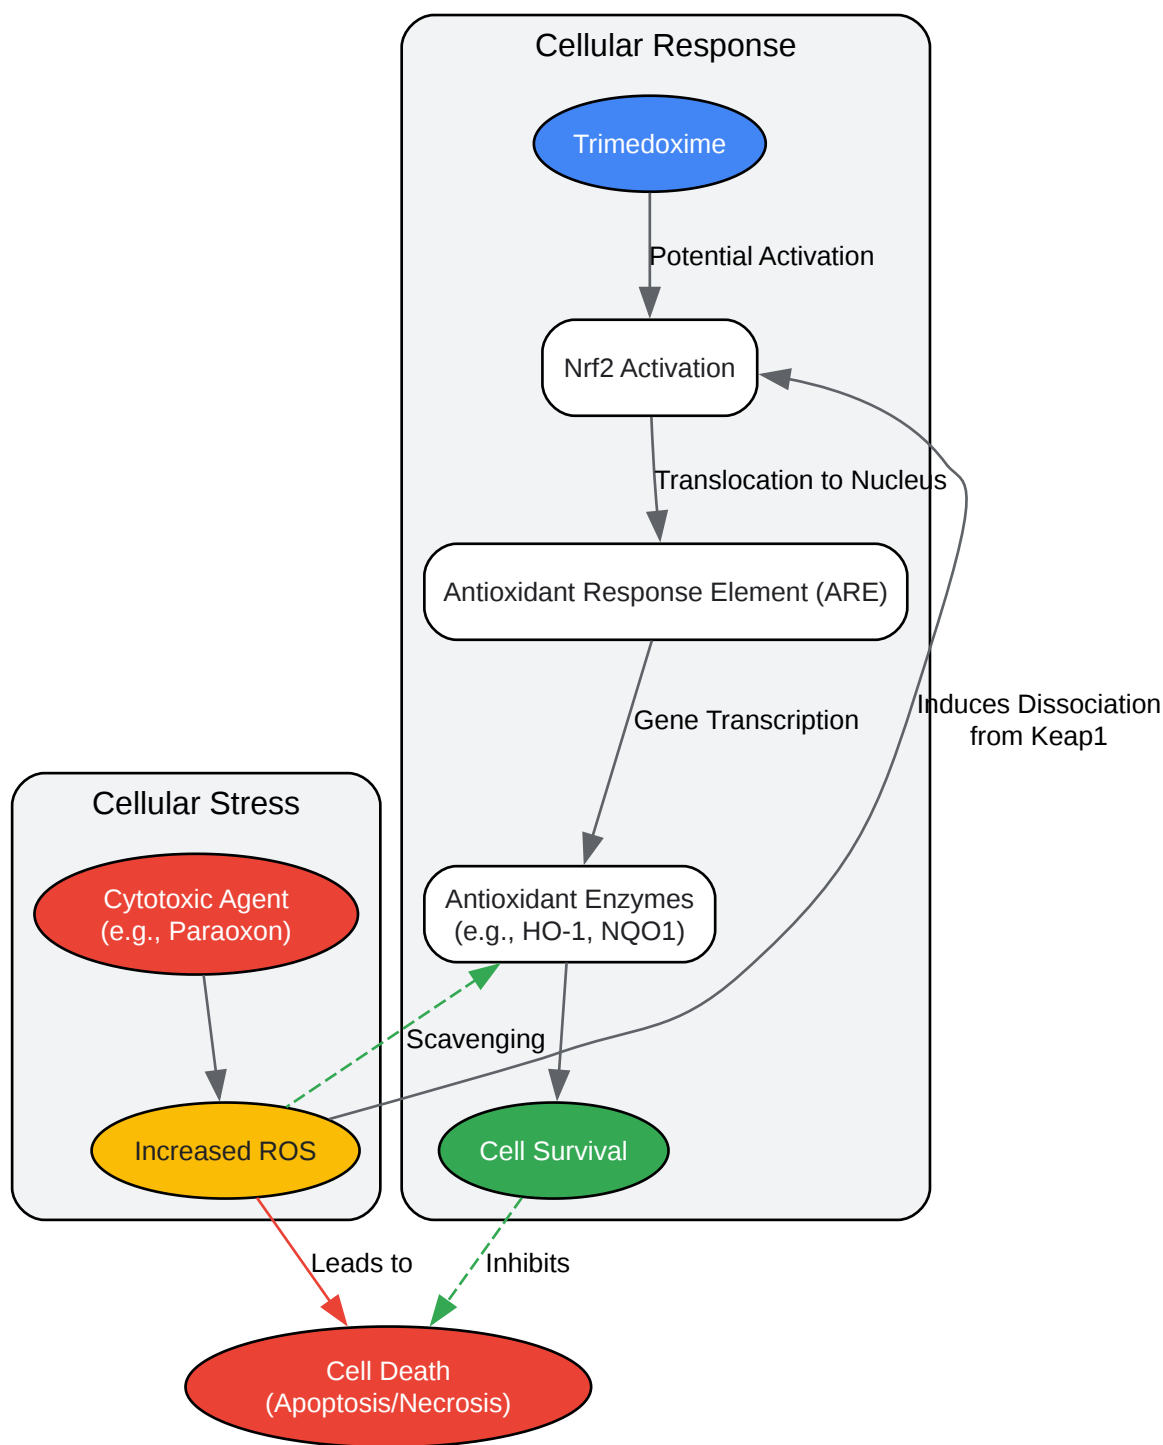 Cellular Response
Trimedoxime
Potential Activation
Nrf2 Activation
Translocation to Nucleus
Antioxidant Response Element (ARE)
Induces Dissociation
from Keap1
Gene Transcription
Cellular Stress
Cytotoxic Agent
(e.g., Paraoxon)
Antioxidant Enzymes
(e.g., HO-1, NQO1)
Scavenging
Increased ROS
Cell Survival
Leads to
Inhibits
Cell Death
(Apoptosis/Necrosis)